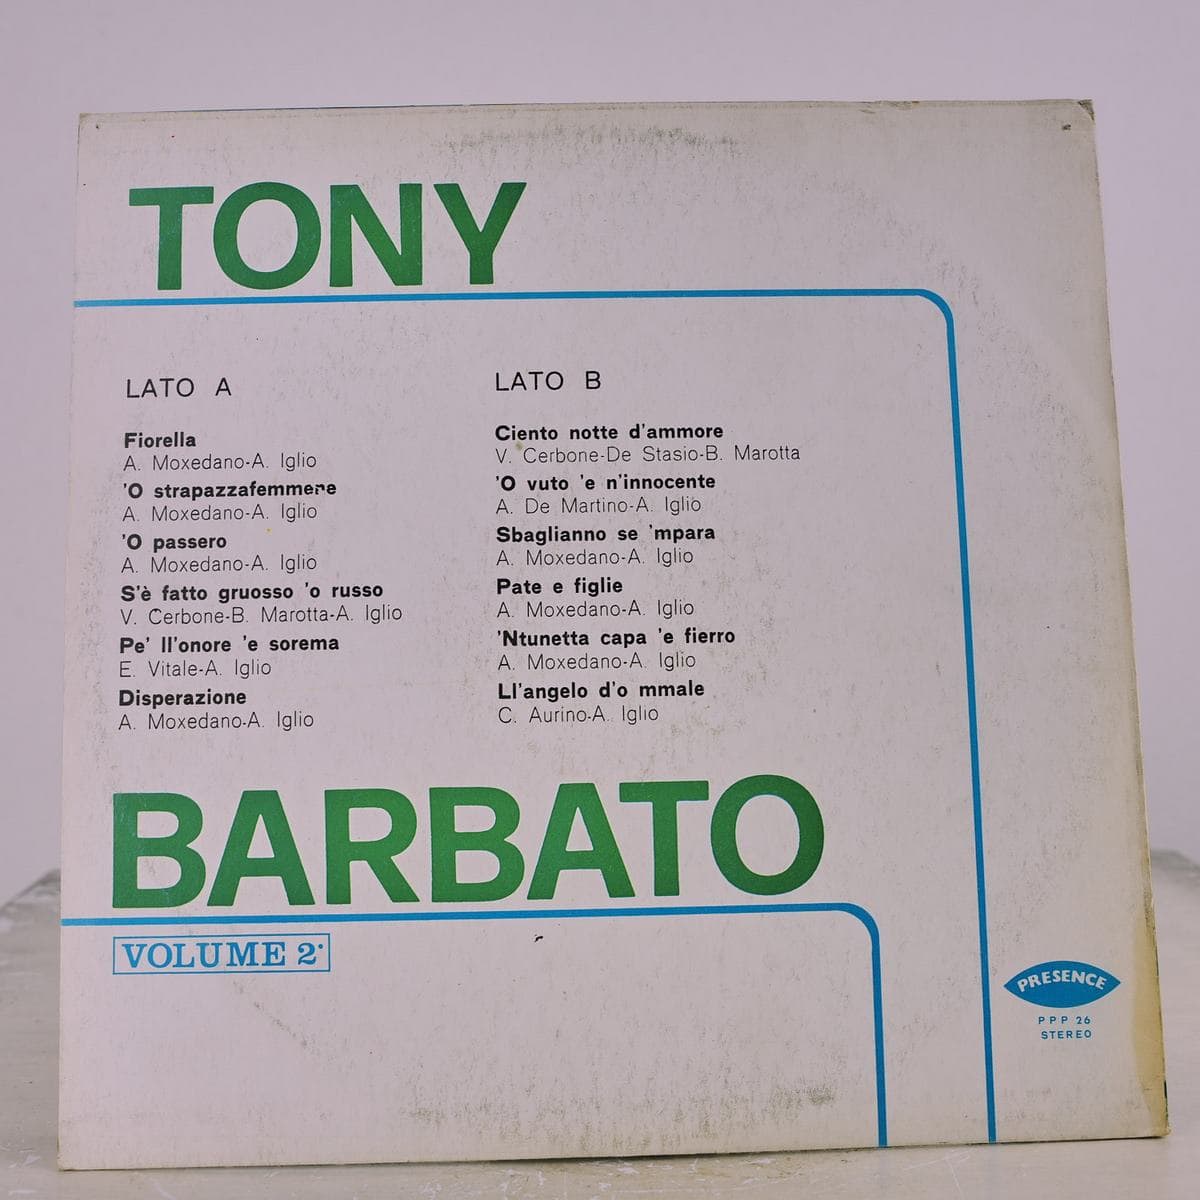 TONY
LATO A
Fiorella
A. Moxedano-A. Iglio
'O strapazzafemmene
A. Moxedano-A. Iglio
'O passero
A. Moxedano-A. Iglio
S'è fatto gruosso 'o russo
V. Cerbone-B. Marotta-A. Iglio
Pe' ll'onore 'e sorema
E. Vitale-A. Iglio
Disperazione
A. Moxedano-A. Iglio
LATO B
Ciento notte d'ammore
V. Cerbone-De Stasio-B. Marotta
'O vuto 'e n'innocente
A. De Martino-A. Iglio
Sbaglianno se 'mpara
A. Moxedano-A. Iglio
Pate e figlie
A. Moxedano-A. Iglio
'Ntunetta capa 'e fierro
A. Moxedano-A. Iglio
Ll'angelo d'o mmale
C. Aurino-A. Iglio
BARBATO
VOLUME 2°
PRESENCE
PPP 26
STEREO